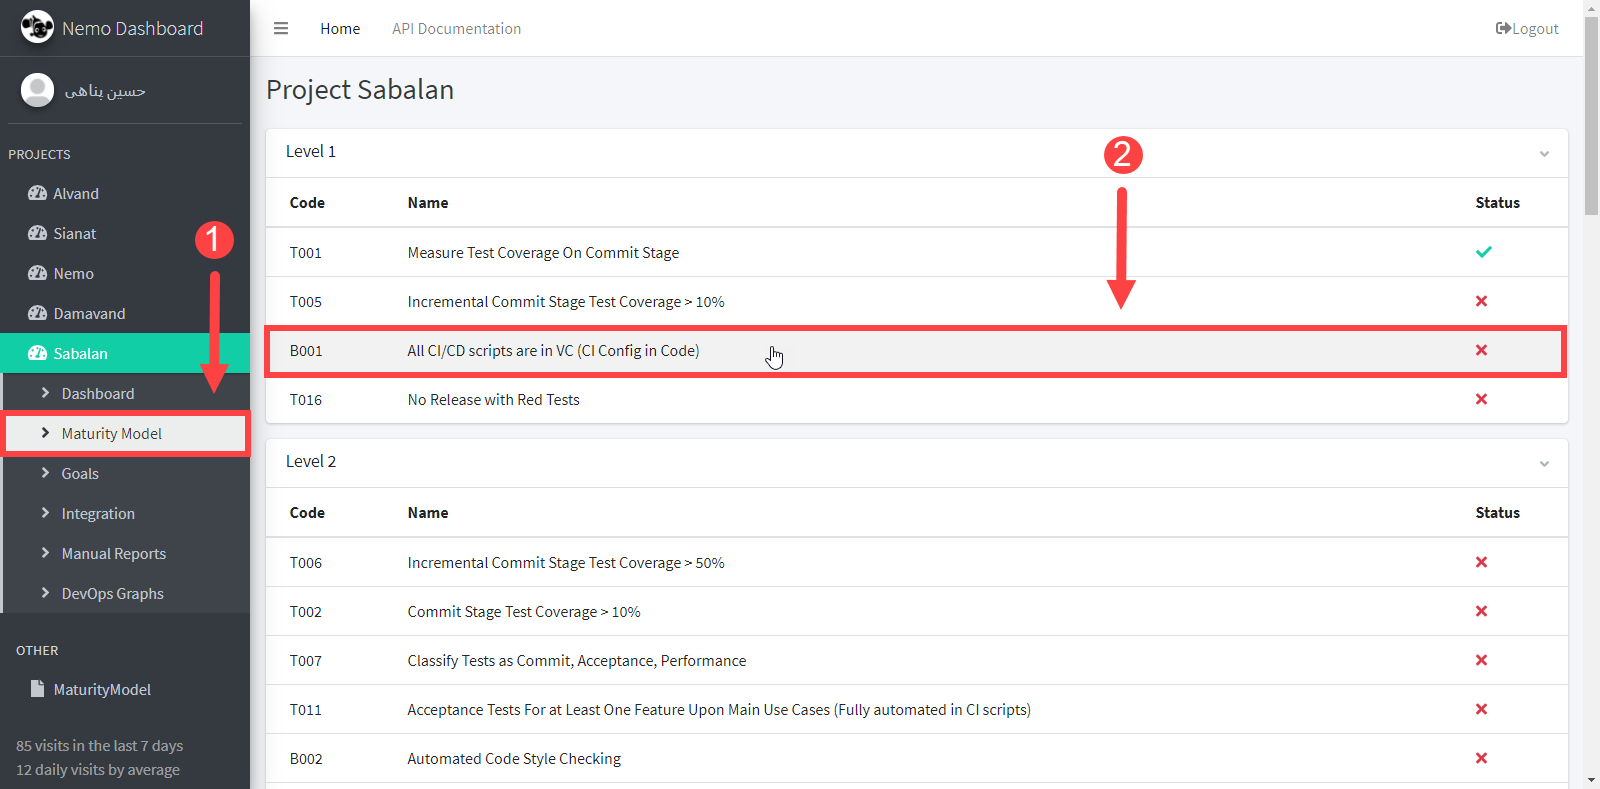 Nemo Dashboard
حسین پناهی
PROJECTS
Alvand
Sianat
Nemo
Damavand
Sabalan
Dashboard
Maturity Model
Goals
Integration
Manual Reports
DevOps Graphs
OTHER
MaturityModel
85 visits in the last 7 days
12 daily visits by average
1
Home API Documentation Logout
Project Sabalan
2
Level 1
Code Name Status
T001 Measure Test Coverage On Commit Stage
T005 Incremental Commit Stage Test Coverage > 10%
B001 All CI/CD scripts are in VC (CI Config in Code)
T016 No Release with Red Tests
Level 2
Code Name Status
T006 Incremental Commit Stage Test Coverage > 50%
T002 Commit Stage Test Coverage > 10%
T007 Classify Tests as Commit, Acceptance, Performance
T011 Acceptance Tests For at Least One Feature Upon Main Use Cases (Fully automated in CI scripts)
B002 Automated Code Style Checking